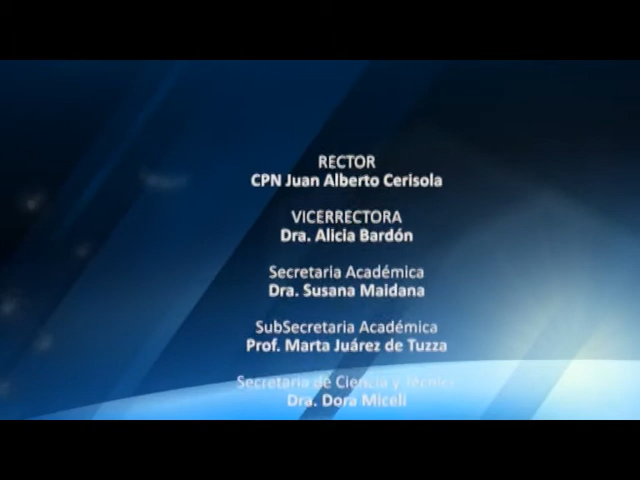 RECTOR
CPN Juan Alberto Cerisola
VICERRECTORA
Dra. Alicia Bardón
Secretaria Académica
Dra. Susana Maidana
SubSecretaria Académica
Prof. Marta Juárez de Tuzza
Secretaria de Ciencia y Técnica
Dra. Dora Miceli